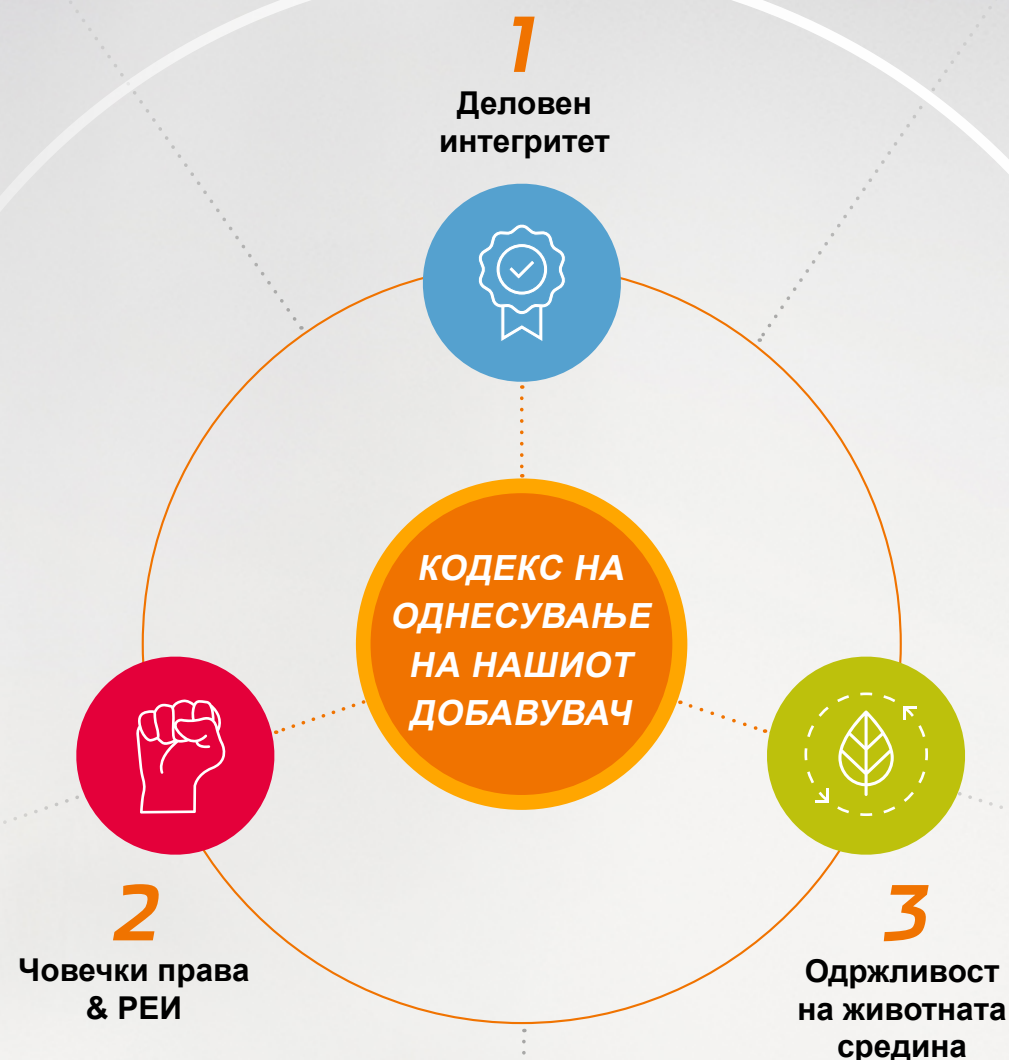 1
Деловен
интегритет
КОДЕКС НА
ОДНЕСУВАЊЕ
НА НАШИОТ
ДОБАВУВАЧ
2
Човечки права
& РЕИ
3
Одржливост
на животната
средина